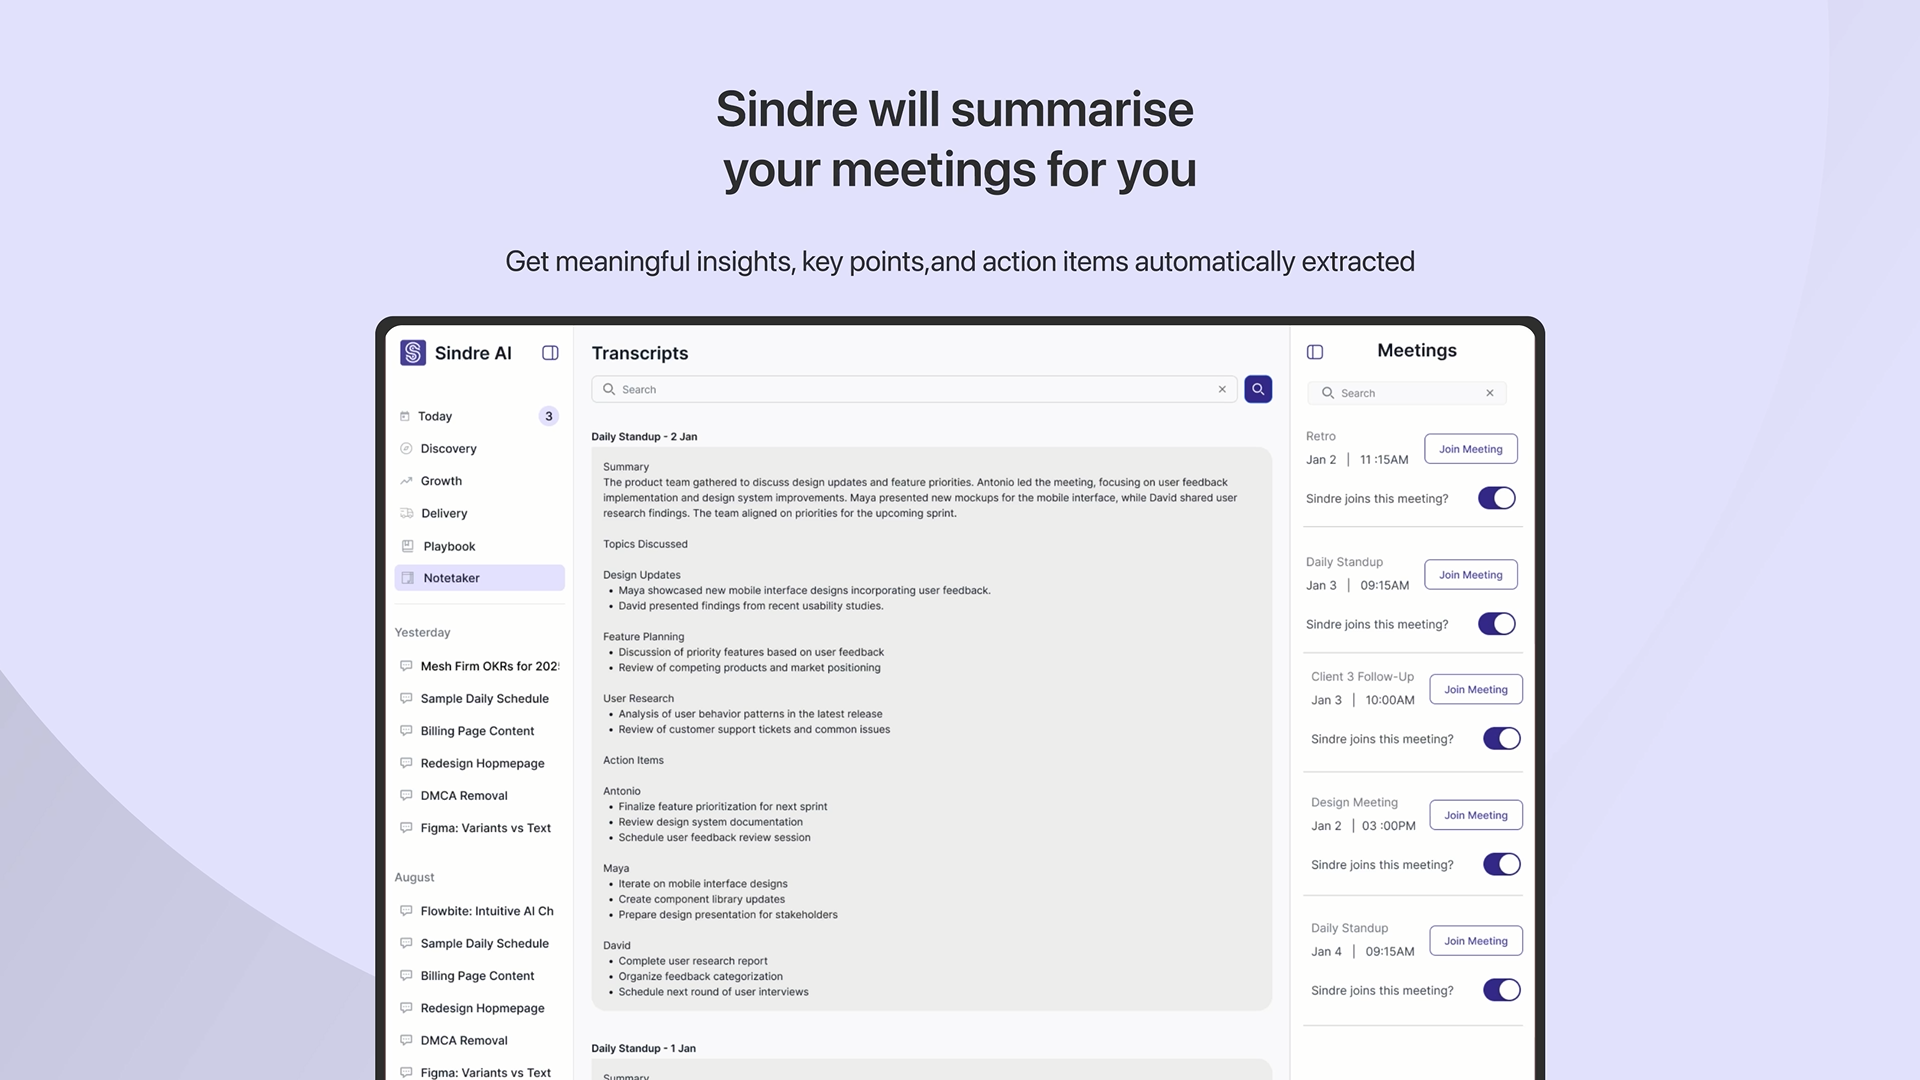 Sindre will summarise
your meetings for you
Get meaningful insights, key points,and action items automatically extracted
Sindre AI
Today
3
Discovery
Growth
Delivery
Playbook
Notetaker
Yesterday
Mesh Firm OKRs for 202
Sample Daily Schedule
Billing Page Content
Redesign Hopmepage
DMCA Removal
Figma: Variants vs Text
August
Flowbite: Intuitive AI Ch
Sample Daily Schedule
Billing Page Content
Redesign Hopmepage
DMCA Removal
Figma: Variants vs Text
Transcripts
Search
Daily Standup - 2 Jan
Summary
The product team gathered to discuss design updates and feature priorities. Antonio led the meeting, focusing on user feedback
implementation and design system improvements. Maya presented new mockups for the mobile interface, while David shared user
research findings. The team aligned on priorities for the upcoming sprint.
Topics Discussed
Design Updates
• Maya showcased new mobile interface designs incorporating user feedback.
• David presented findings from recent usability studies.
Feature Planning
• Discussion of priority features based on user feedback
• Review of competing products and market positioning
User Research
• Analysis of user behavior patterns in the latest release
• Review of customer support tickets and common issues
Action Items
Antonio
• Finalize feature prioritization for next sprint
• Review design system documentation
• Schedule user feedback review session
Maya
• Iterate on mobile interface designs
• Create component library updates
• Prepare design presentation for stakeholders
David
• Complete user research report
• Organize feedback categorization
• Schedule next round of user interviews
Daily Standup - 1 Jan
Summary
Meetings
Search
Retro
Jan 2 | 11 :15AM
Join Meeting
Sindre joins this meeting?
Daily Standup
Jan 3 | 09:15AM
Join Meeting
Sindre joins this meeting?
Client 3 Follow-Up
Jan 3 | 10:00AM
Join Meeting
Sindre joins this meeting?
Design Meeting
Jan 2 | 03 :00PM
Join Meeting
Sindre joins this meeting?
Daily Standup
Jan 4 | 09:15AM
Join Meeting
Sindre joins this meeting?